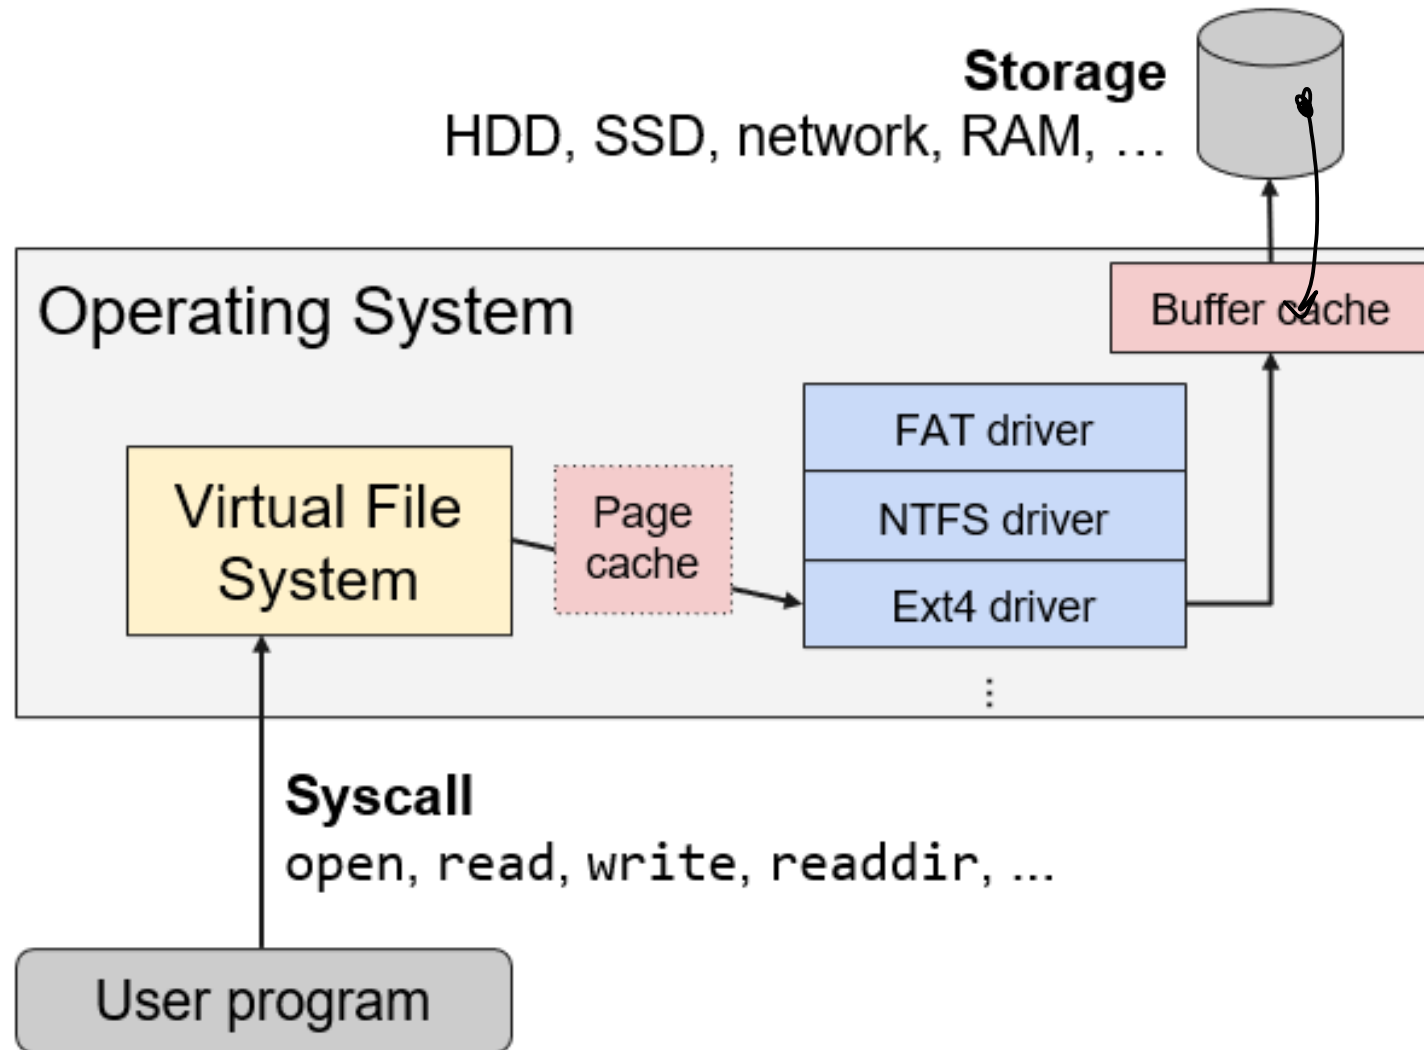 Storage
HDD, SSD, network, RAM, ...
Operating System
Buffer cache
FAT driver
Virtual File
System
Page
cache
NTFS driver
Ext4 driver
⋮
Syscall
open, read, write, readdir, ...
User program